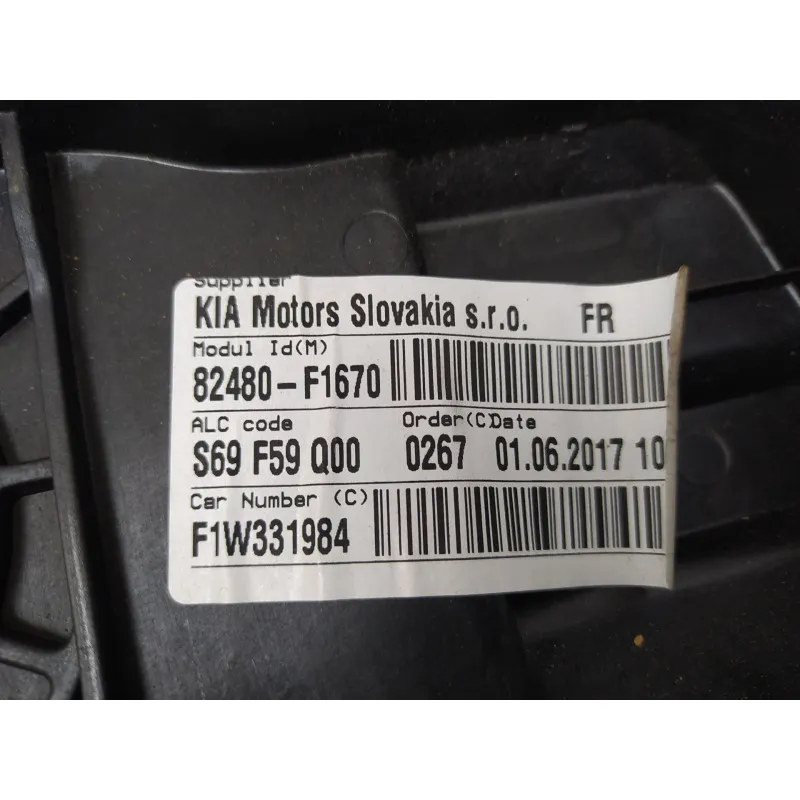 Supplier
KIA Motors Slovakia s.r.o. FR
Modul Id(M)
82480-F1670
ALC code Order(C)Date
S69 F59 Q00 0267 01.06.2017 10
Car Number (C)
F1W331984